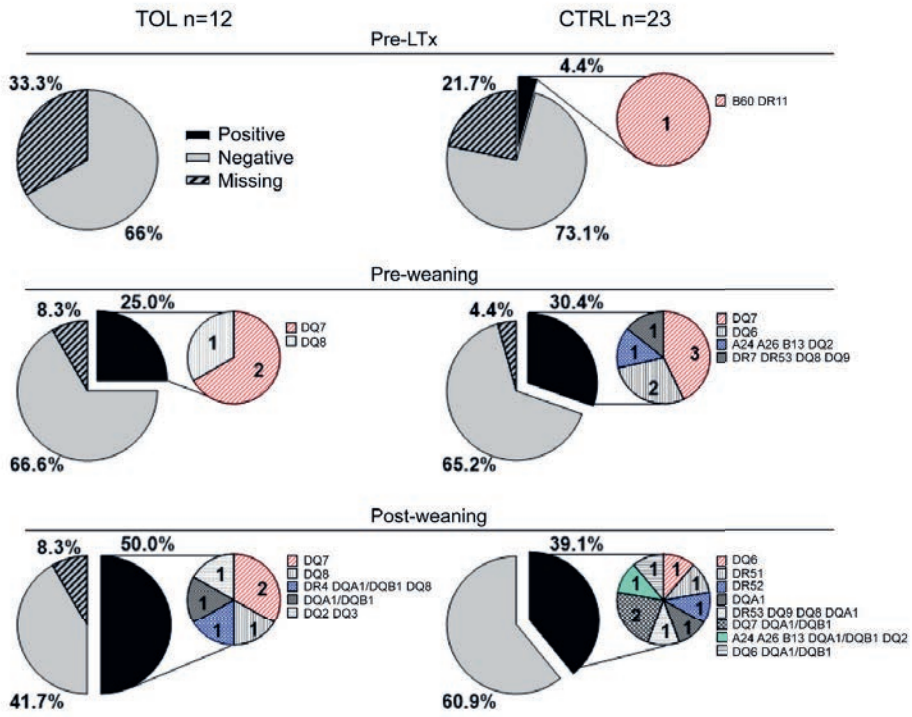 TOL n=12
CTRL n=23
Pre-LTx
33.3%
66%
Positive
Negative
Missing
21.7%
4.4%
73.1%
1
B60 DR11
Pre-weaning
8.3%
25.0%
66.6%
1
2
DQ7
DQ8
4.4%
30.4%
65.2%
1
1
3
2
DQ7
DQ6
A24 A26 B13 DQ2
DR7 DR53 DQ8 DQ9
Post-weaning
8.3%
50.0%
41.7%
1
2
1
1
1
DQ7
DQ8
DR4 DQA1/DQB1 DQ8
DQA1/DQB1
DQ2 DQ3
39.1%
60.9%
1
1
1
1
1
2
1
1
DQ6
DR51
DR52
DQA1
DR53 DQ9 DQ8 DQA1
DQ7 DQA1/DQB1
A24 A26 B13 DQA1/DQB1 DQ2
DQ6 DQA1/DQB1